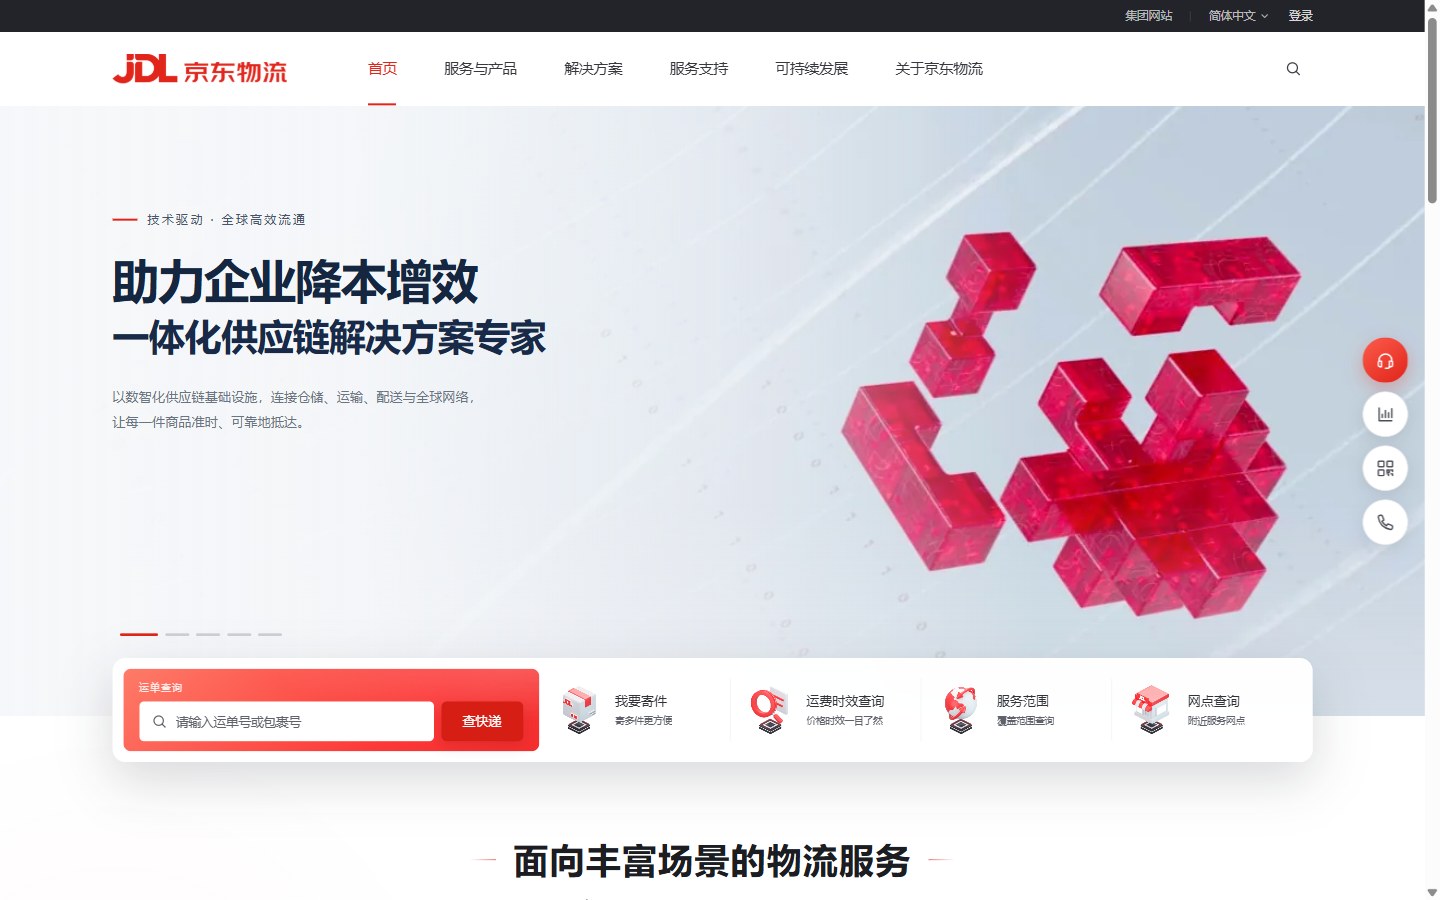 集团网站
简体中文
登录
JDL 京东物流
首页
服务与产品
解决方案
服务支持
可持续发展
关于京东物流
技术驱动 · 全球高效流通
助力企业降本增效
一体化供应链解决方案专家
以数智化供应链基础设施，连接仓储、运输、配送与全球网络，
让每一件商品准时、可靠地抵达。
运单查询
请输入运单号或包裹号
查快递
我要寄件
寄多件更方便
运费时效查询
价格时效一目了然
服务范围
覆盖范围查询
网点查询
附近服务网点
面向丰富场景的物流服务